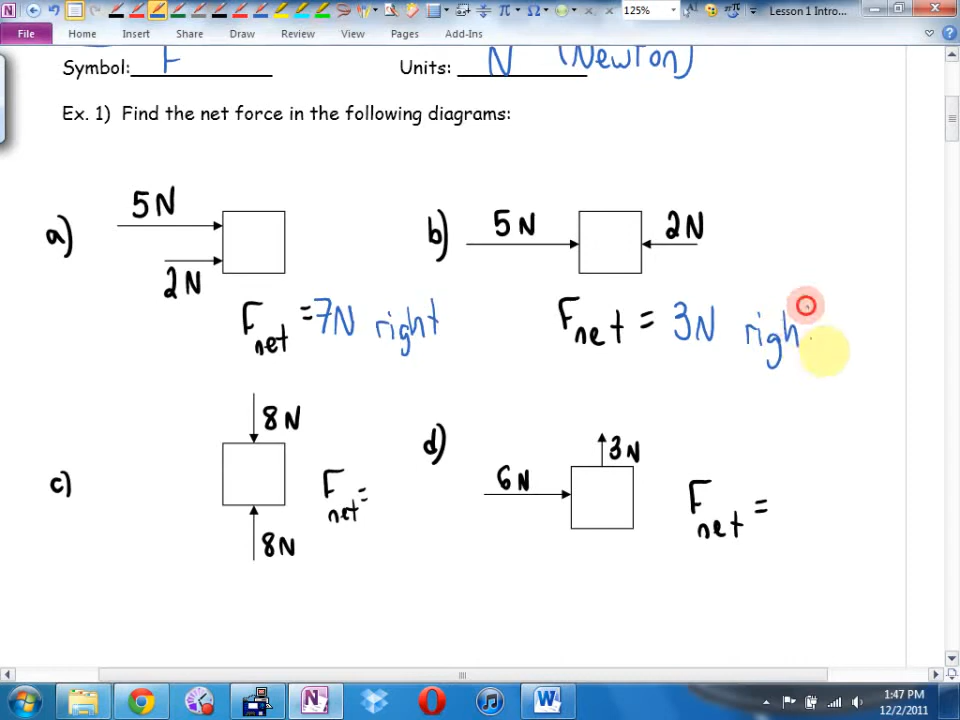 125%
Lesson 1 Intro...
File Home Insert Share Draw Review View Pages Add-Ins
Symbol: F Units: N (Newton)
Ex. 1) Find the net force in the following diagrams:
a) 5N 2N
b) 5N 2N
Fnet = 7N right
Fnet = 3N righ
c) 8N 8N Fnet =
d) 6N 3N Fnet =
1:47 PM
12/2/2011